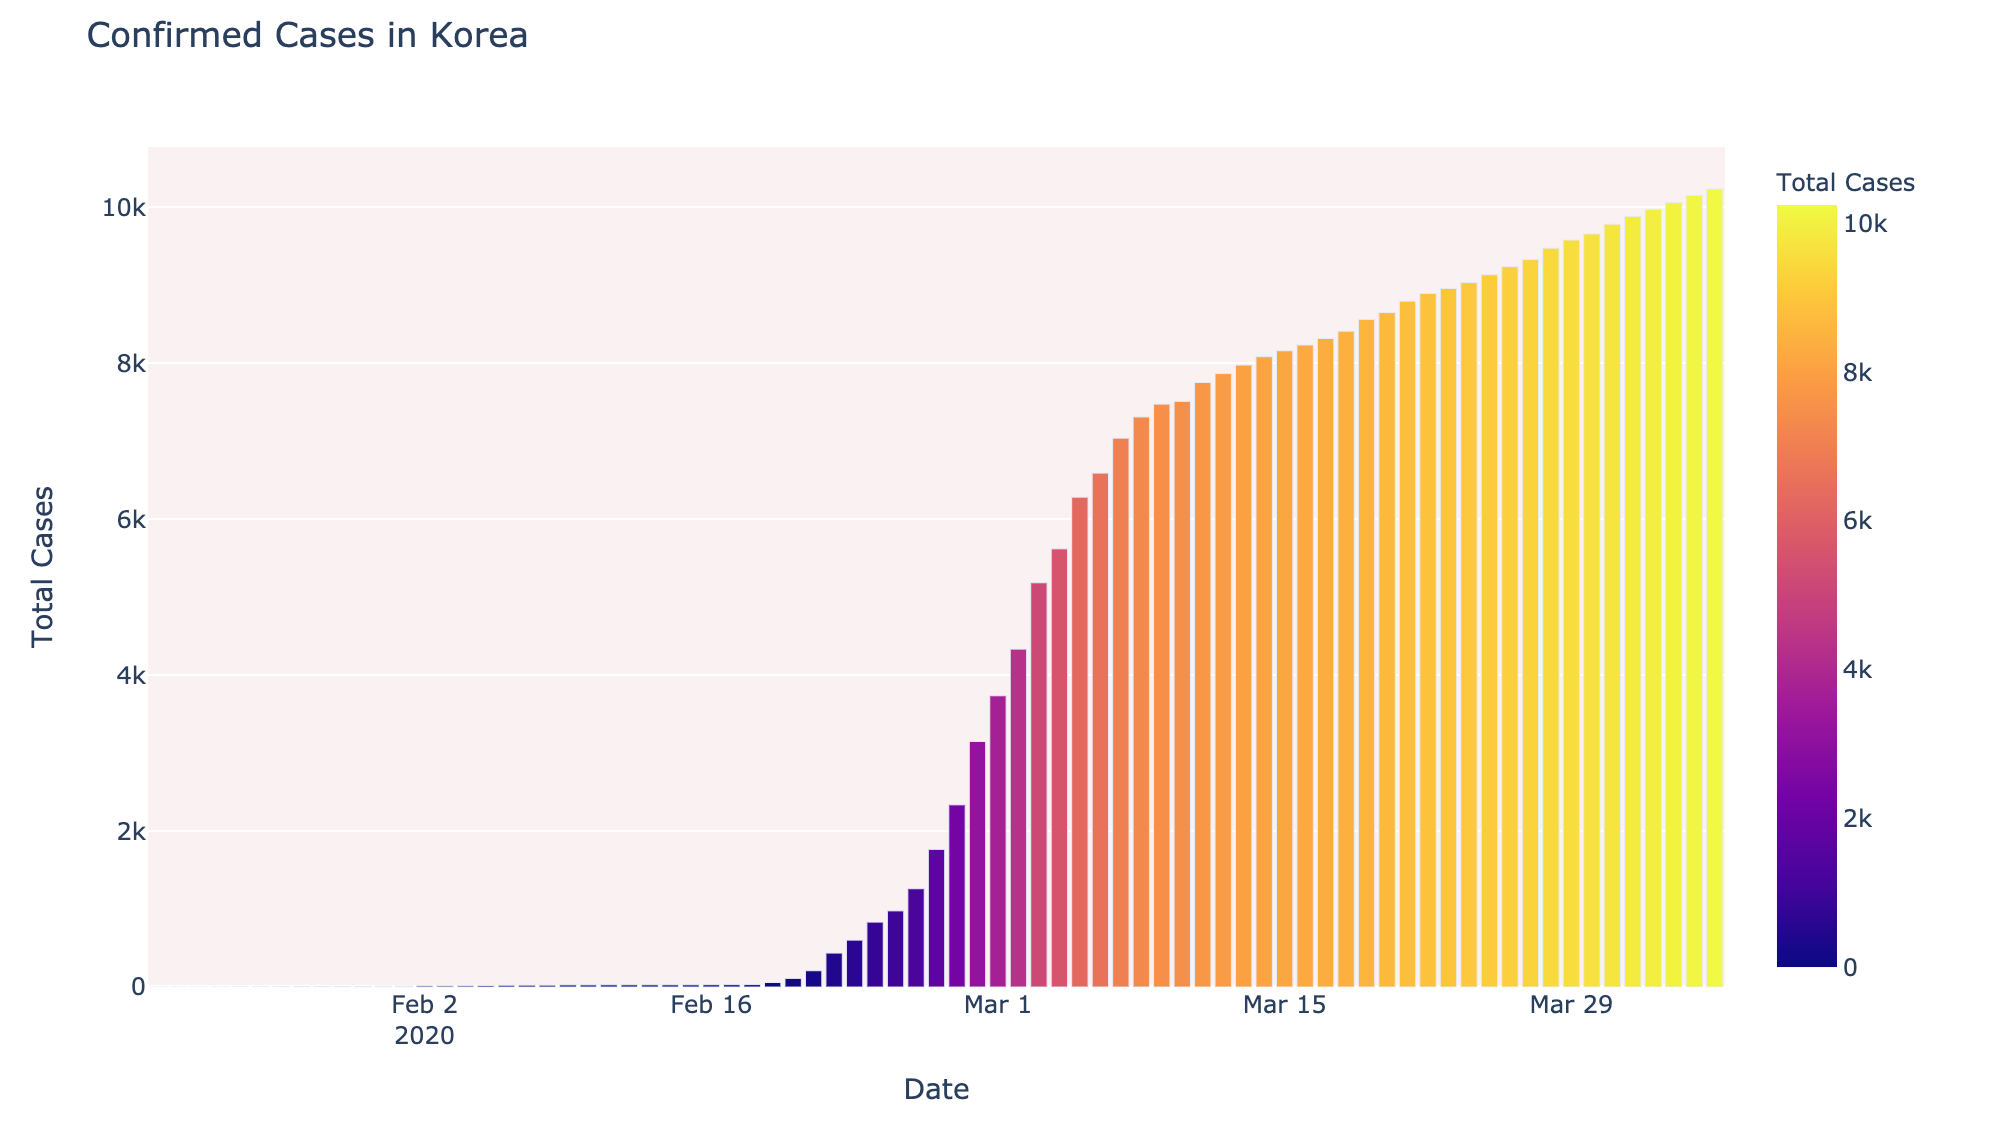 Confirmed Cases in Korea
Total Cases
10k
8k
6k
4k
2k
0
Feb 2
2020
Feb 16
Mar 1
Mar 15
Mar 29
Date
Total Cases
10k
8k
6k
4k
2k
0